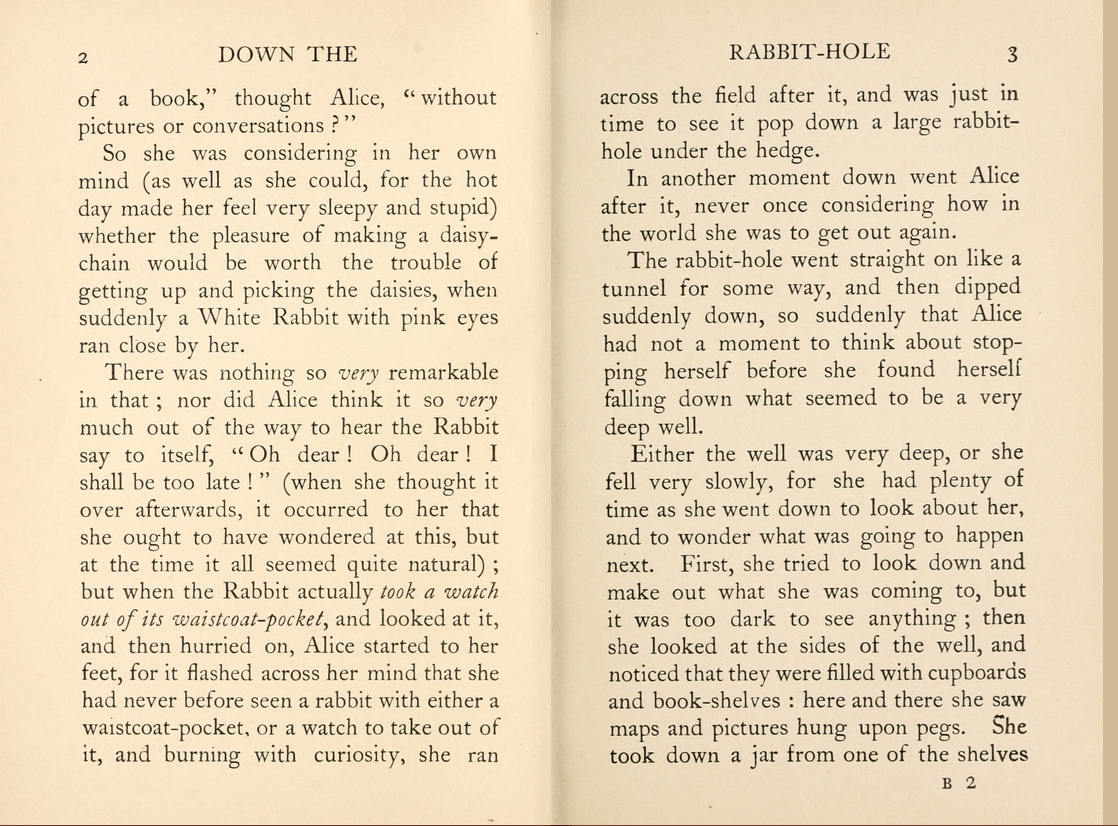 2 DOWN THE
of a book,” thought Alice, “ without
pictures or conversations ? ”
So she was considering in her own
mind (as well as she could, for the hot
day made her feel very sleepy and stupid)
whether the pleasure of making a daisy-
chain would be worth the trouble of
getting up and picking the daisies, when
suddenly a White Rabbit with pink eyes
ran close by her.
There was nothing so very remarkable
in that ; nor did Alice think it so very
much out of the way to hear the Rabbit
say to itself, “ Oh dear ! Oh dear ! I
shall be too late ! ” (when she thought it
over afterwards, it occurred to her that
she ought to have wondered at this, but
at the time it all seemed quite natural) ;
but when the Rabbit actually took a watch
out of its waistcoat-pocket, and looked at it,
and then hurried on, Alice started to her
feet, for it flashed across her mind that she
had never before seen a rabbit with either a
waistcoat-pocket, or a watch to take out of
it, and burning with curiosity, she ran
RABBIT-HOLE 3
across the field after it, and was just in
time to see it pop down a large rabbit-
hole under the hedge.
In another moment down went Alice
after it, never once considering how in
the world she was to get out again.
The rabbit-hole went straight on like a
tunnel for some way, and then dipped
suddenly down, so suddenly that Alice
had not a moment to think about stop-
ping herself before she found herself
falling down what seemed to be a very
deep well.
Either the well was very deep, or she
fell very slowly, for she had plenty of
time as she went down to look about her,
and to wonder what was going to happen
next. First, she tried to look down and
make out what she was coming to, but
it was too dark to see anything ; then
she looked at the sides of the well, and
noticed that they were filled with cupboards
and book-shelves : here and there she saw
maps and pictures hung upon pegs. She
took down a jar from one of the shelves
B 2